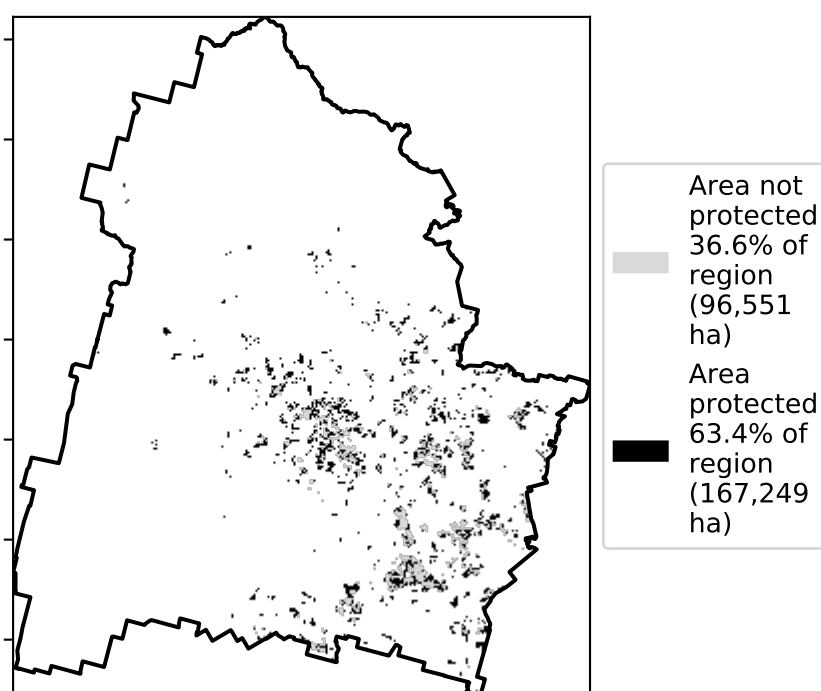 Area not
protected
36.6% of
region
(96,551
ha)
Area
protected
63.4% of
region
(167,249
ha)